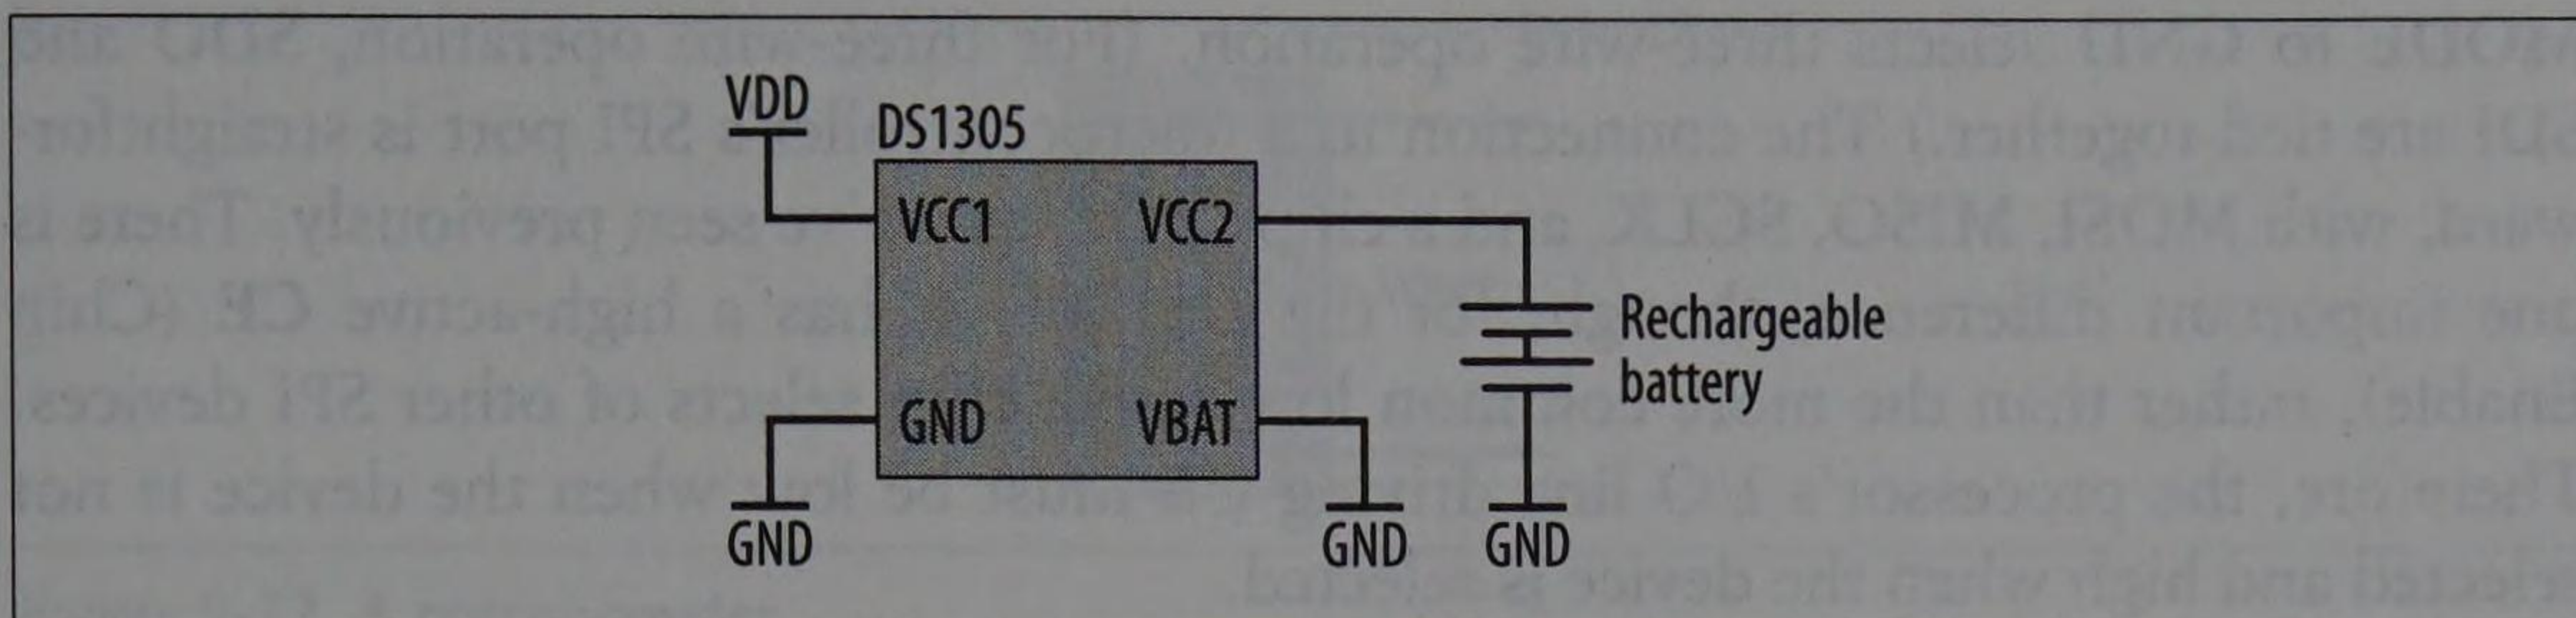 VDD
DS1305
VCC1 VCC2
Rechargeable
battery
GND VBAT
GND GND GND